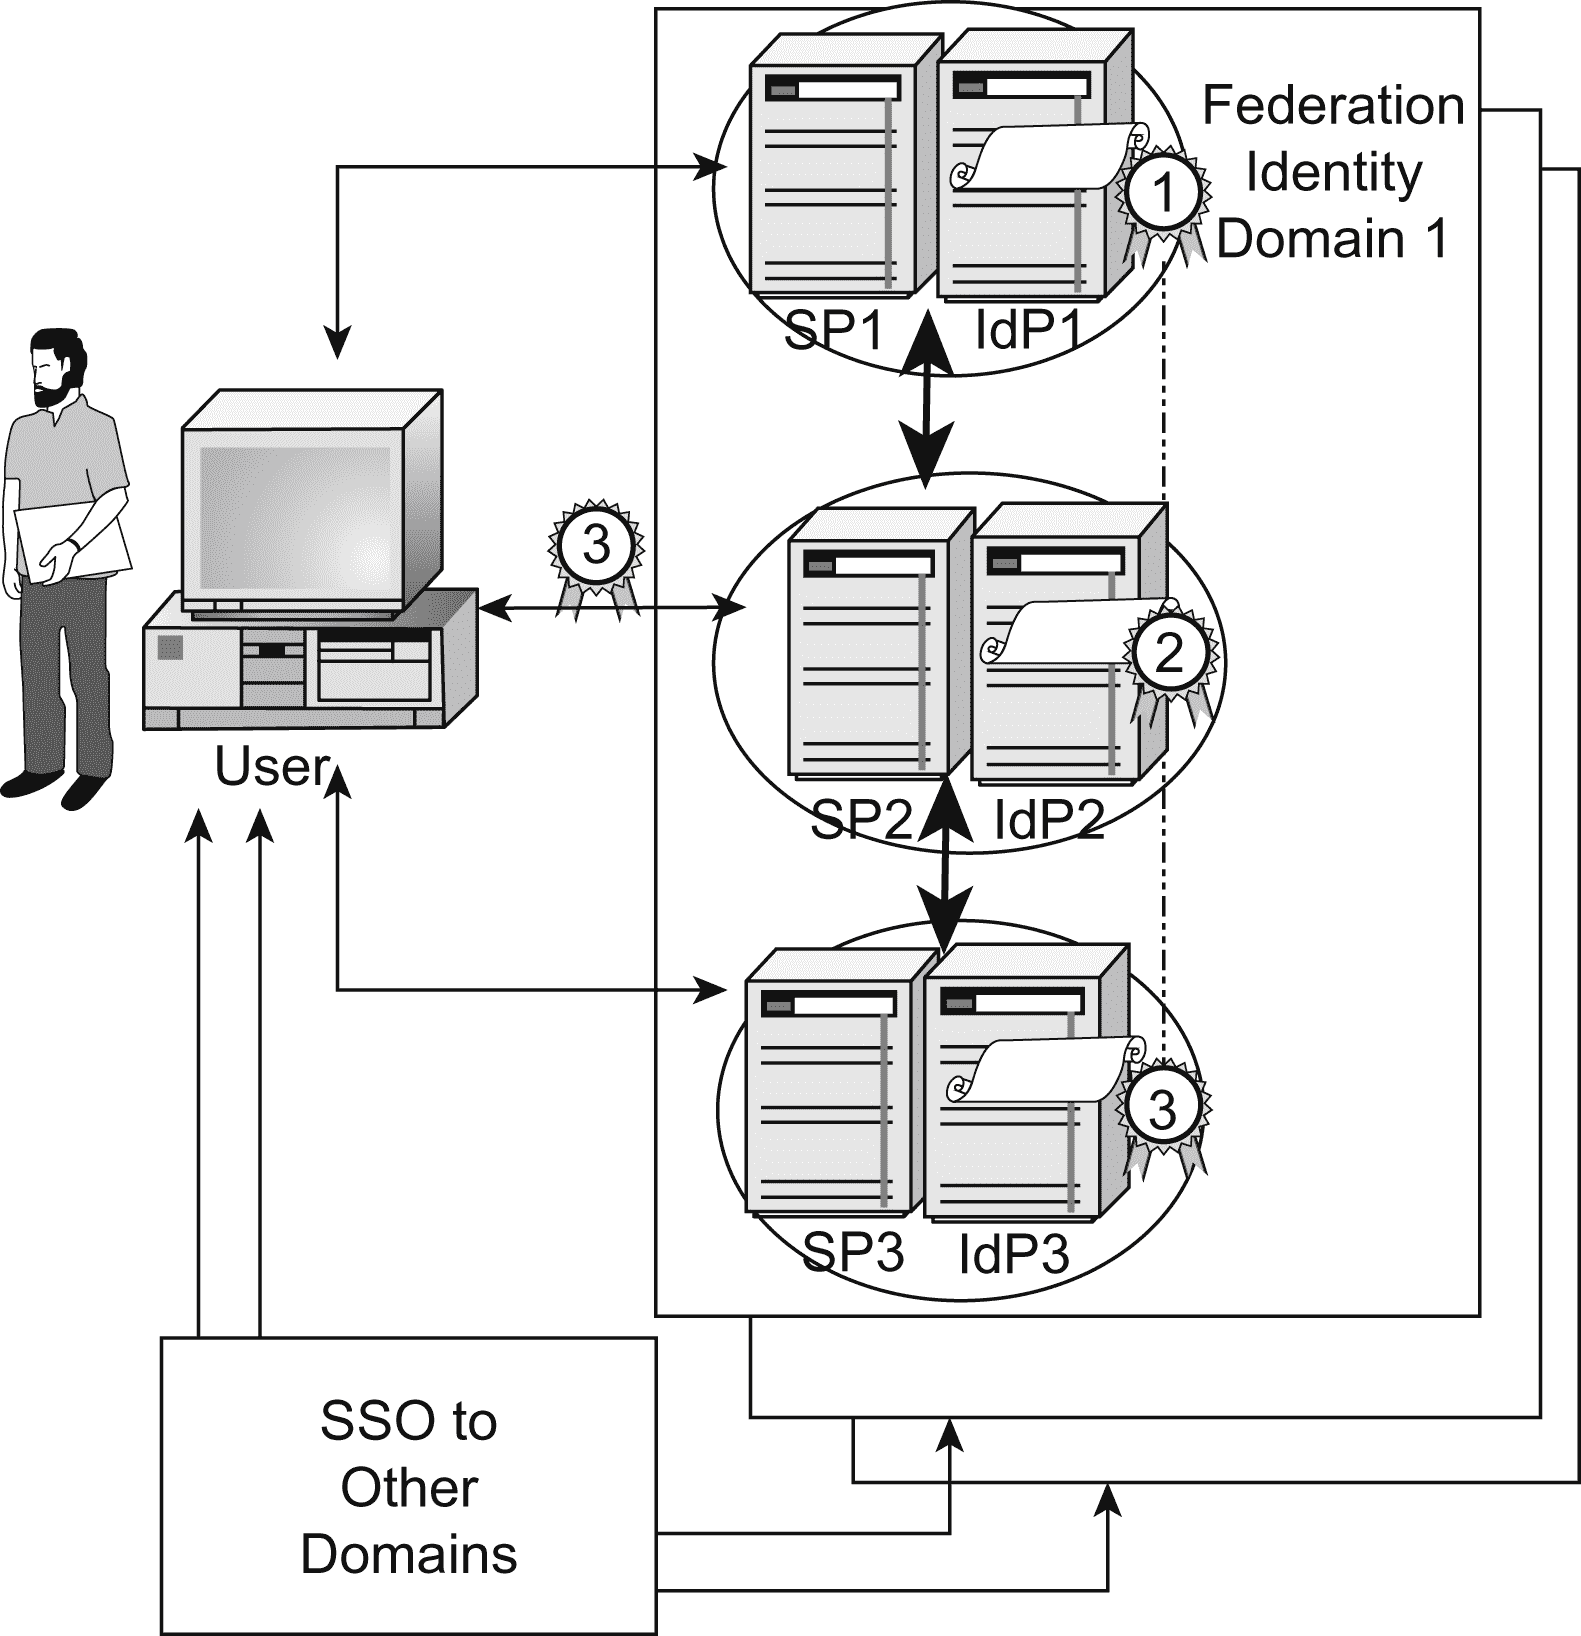 Federation
Identity
Domain 1
1
SP1
IdP1
3
2
User
SP2
IdP2
3
SP3
IdP3
SSO to
Other
Domains